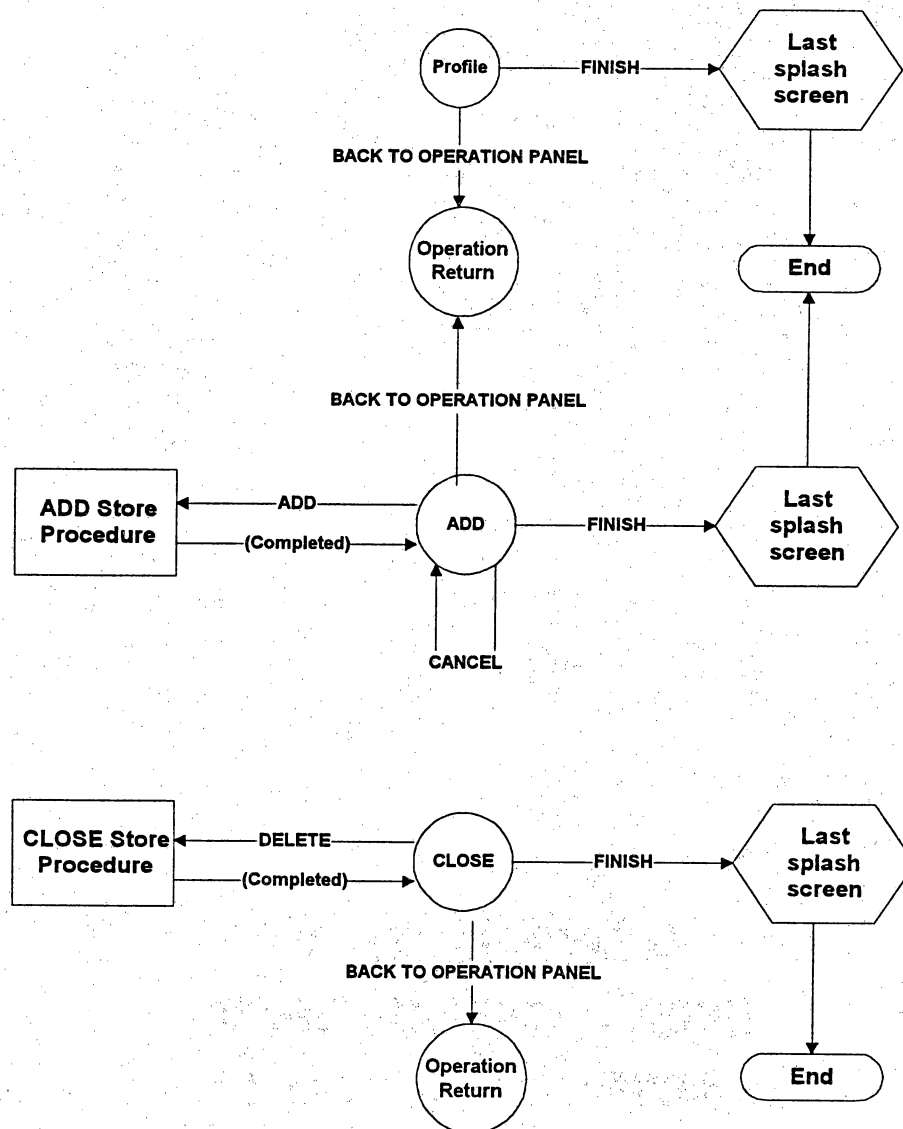 Profile
FINISH
Last
splash
screen
BACK TO OPERATION PANEL
Operation
Return
End
BACK TO OPERATION PANEL
ADD Store
Procedure
ADD
(Completed)
ADD
FINISH
Last
splash
screen
CANCEL
CLOSE Store
Procedure
DELETE
(Completed)
CLOSE
FINISH
Last
splash
screen
BACK TO OPERATION PANEL
Operation
Return
End